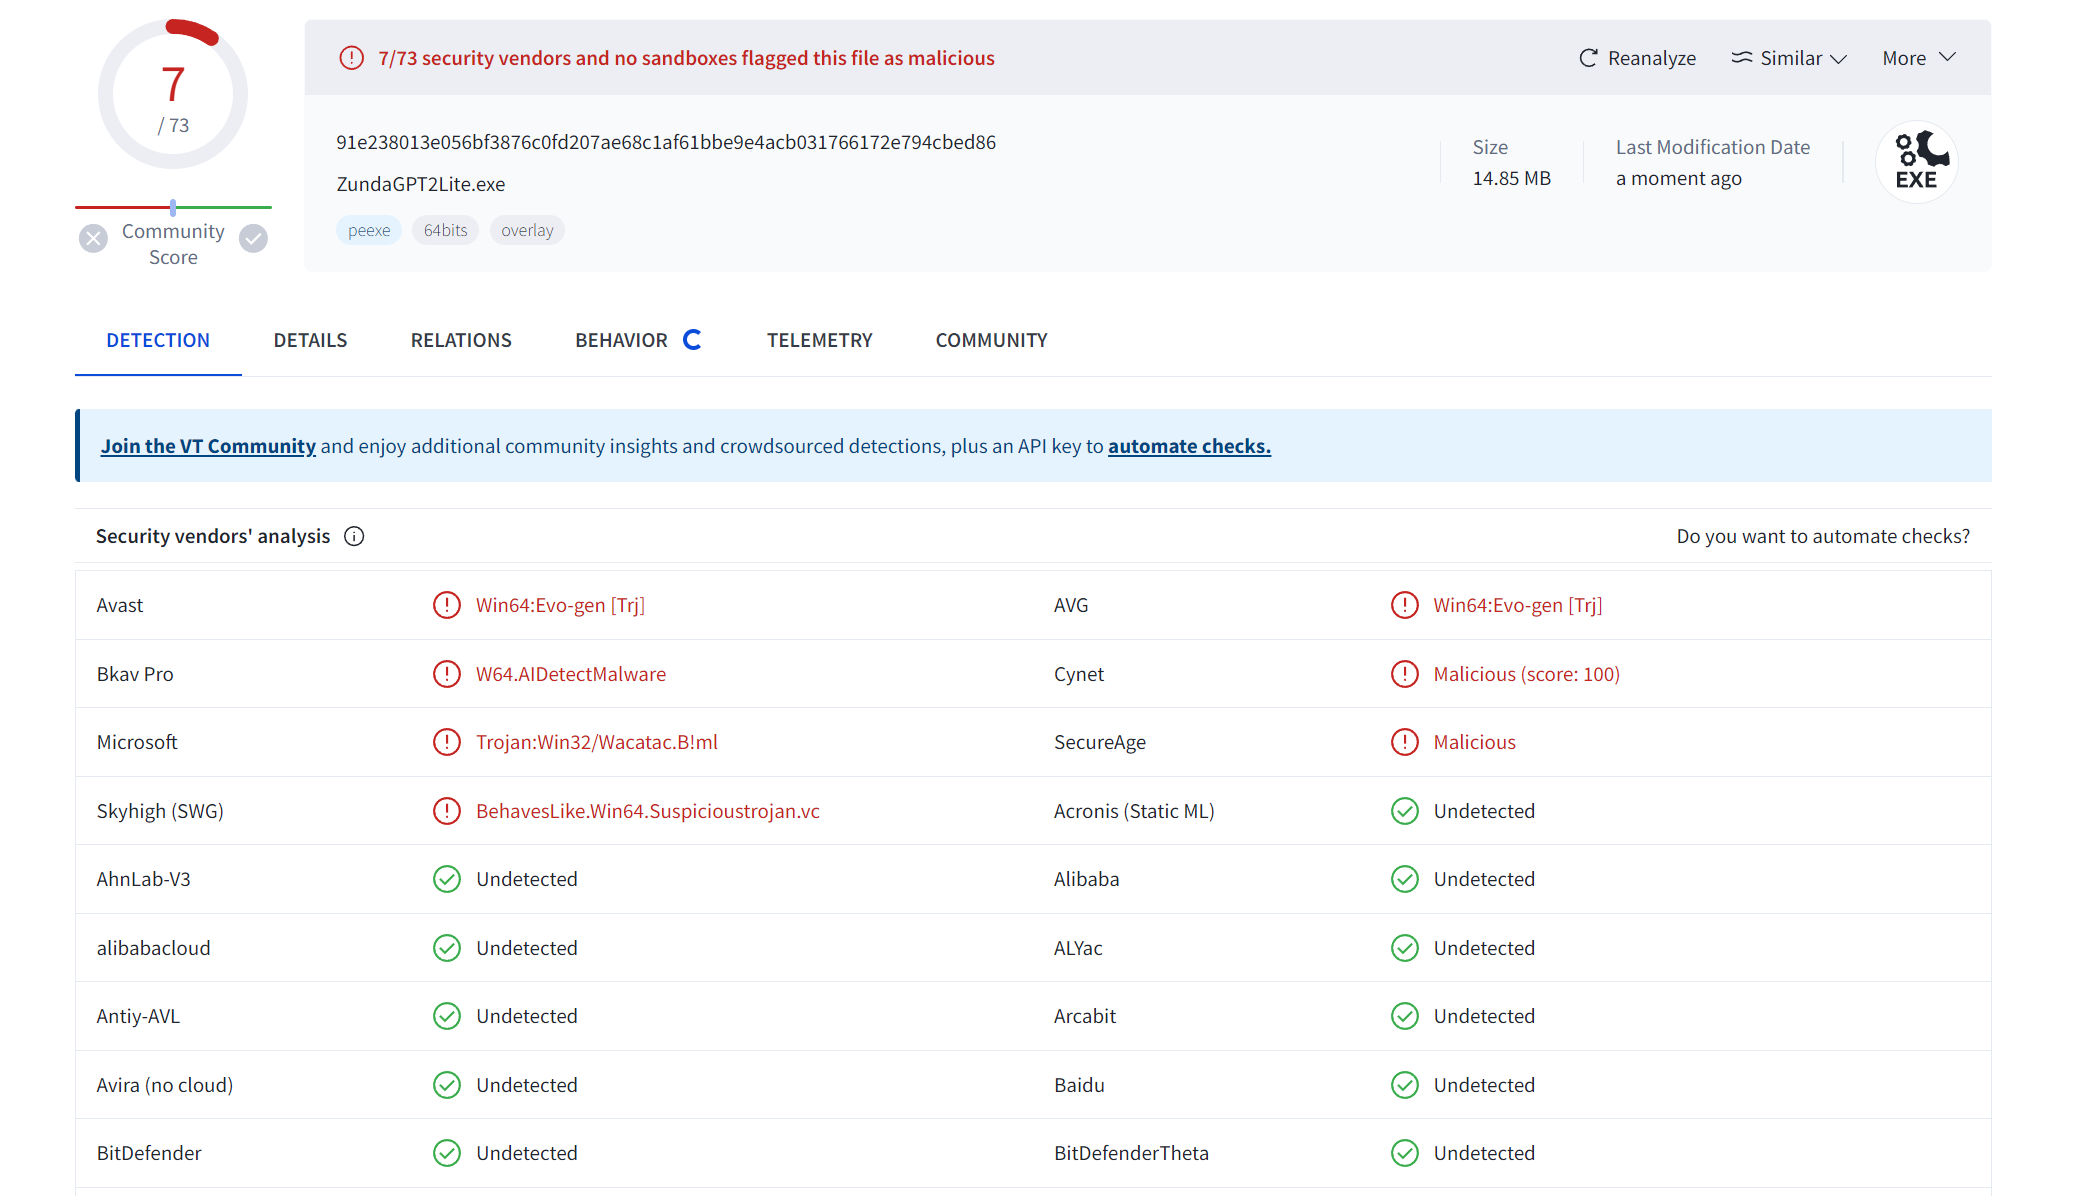 7
/ 73
Community
Score
7/73 security vendors and no sandboxes flagged this file as malicious
Reanalyze
Similar
More
91e238013e056bf3876c0fd207ae68c1af61bbe9e4acb031766172e794cbed86
ZundaGPT2Lite.exe
peexe
64bits
overlay
Size
14.85 MB
Last Modification Date
a moment ago
EXE
DETECTION
DETAILS
RELATIONS
BEHAVIOR
TELEMETRY
COMMUNITY
Join the VT Community and enjoy additional community insights and crowdsourced detections, plus an API key to automate checks.
Security vendors' analysis
Do you want to automate checks?
Avast Win64:Evo-gen [Trj] AVG Win64:Evo-gen [Trj]
Bkav Pro W64.AIDetectMalware Cynet Malicious (score: 100)
Microsoft Trojan:Win32/Wacatac.B!ml SecureAge Malicious
Skyhigh (SWG) BehavesLike.Win64.Suspicioustrojan.vc Acronis (Static ML) Undetected
AhnLab-V3 Undetected Alibaba Undetected
alibabacloud Undetected ALYac Undetected
Antiy-AVL Undetected Arcabit Undetected
Avira (no cloud) Undetected Baidu Undetected
BitDefender Undetected BitDefenderTheta Undetected